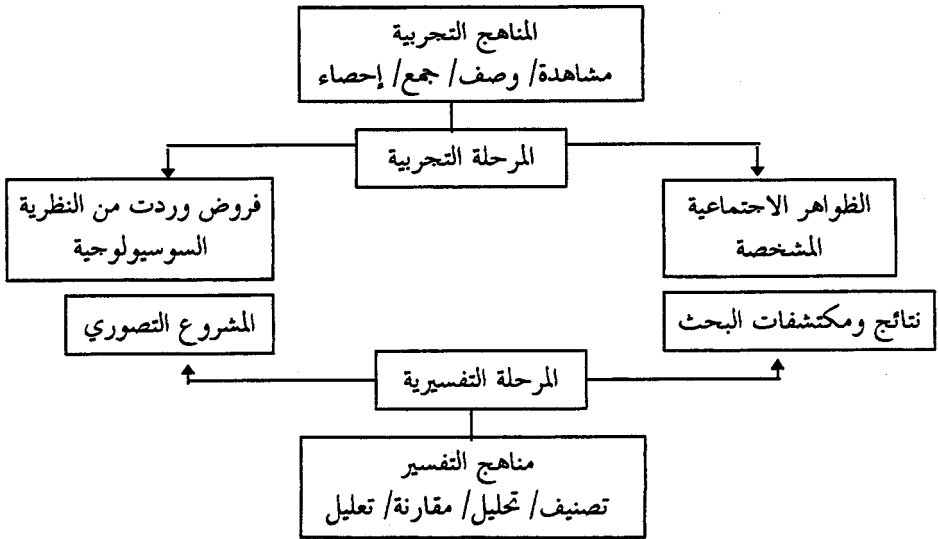 المناهج التجربية
مشاهدة/ وصف/ جمع/ إحصاء
المرحلة التجربية
الظواهر الاجتماعية
المشخصة
فروض وردت من النظرية
السوسيولوجية
نتائج ومكتشفات البحث
المشروع التصوري
المرحلة التفسيرية
مناهج التفسير
تصنيف/ تحليل/ مقارنة/ تعليل